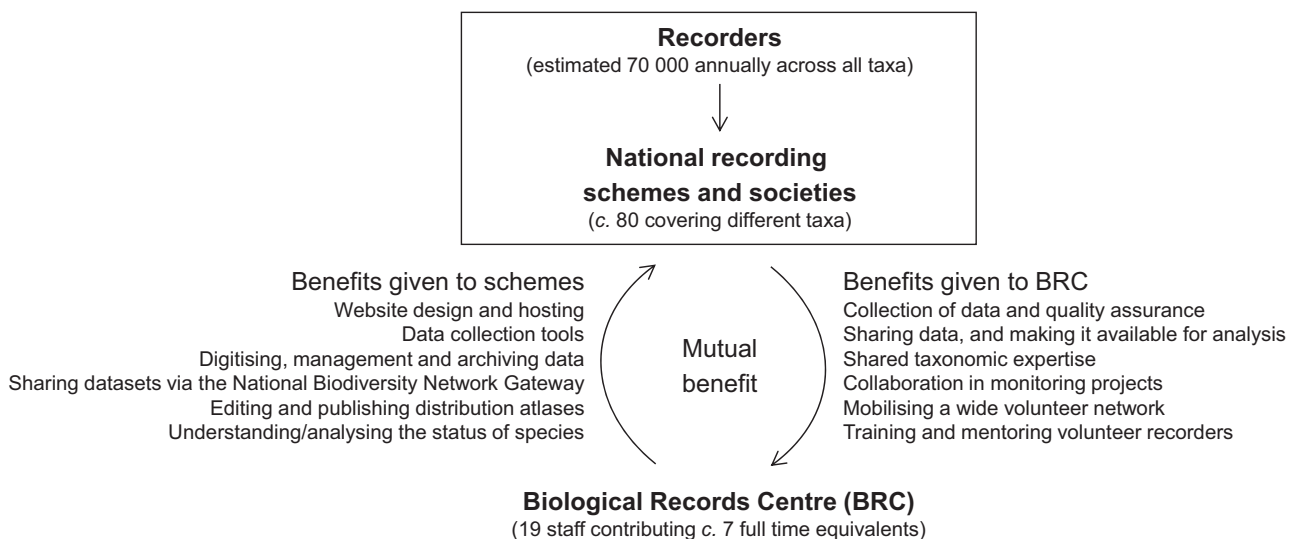 Recorders
(estimated 70 000 annually across all taxa)
National recording
schemes and societies
(c. 80 covering different taxa)
Benefits given to schemes
Website design and hosting
Data collection tools
Digitising, management and archiving data
Sharing datasets via the National Biodiversity Network Gateway
Editing and publishing distribution atlases
Understanding/analysing the status of species
Mutual
benefit
Benefits given to BRC
Collection of data and quality assurance
Sharing data, and making it available for analysis
Shared taxonomic expertise
Collaboration in monitoring projects
Mobilising a wide volunteer network
Training and mentoring volunteer recorders
Biological Records Centre (BRC)
(19 staff contributing c. 7 full time equivalents)